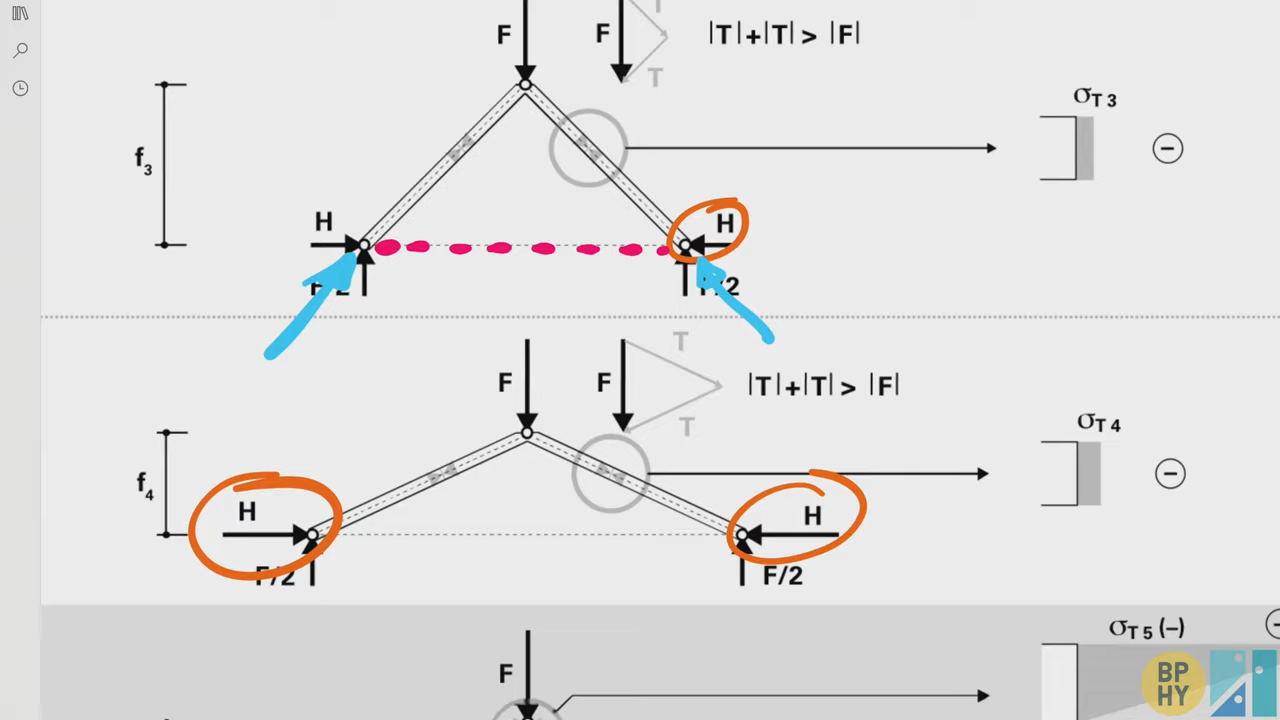 T
F
F
|T|+|T| > |F|
T
σT 3
f3
−
H
H
F/2
F/2
T
F
F
|T|+|T| > |F|
T
σT 4
f4
−
H
H
F/2
F/2
σT 5 (–)
F
BP
HY